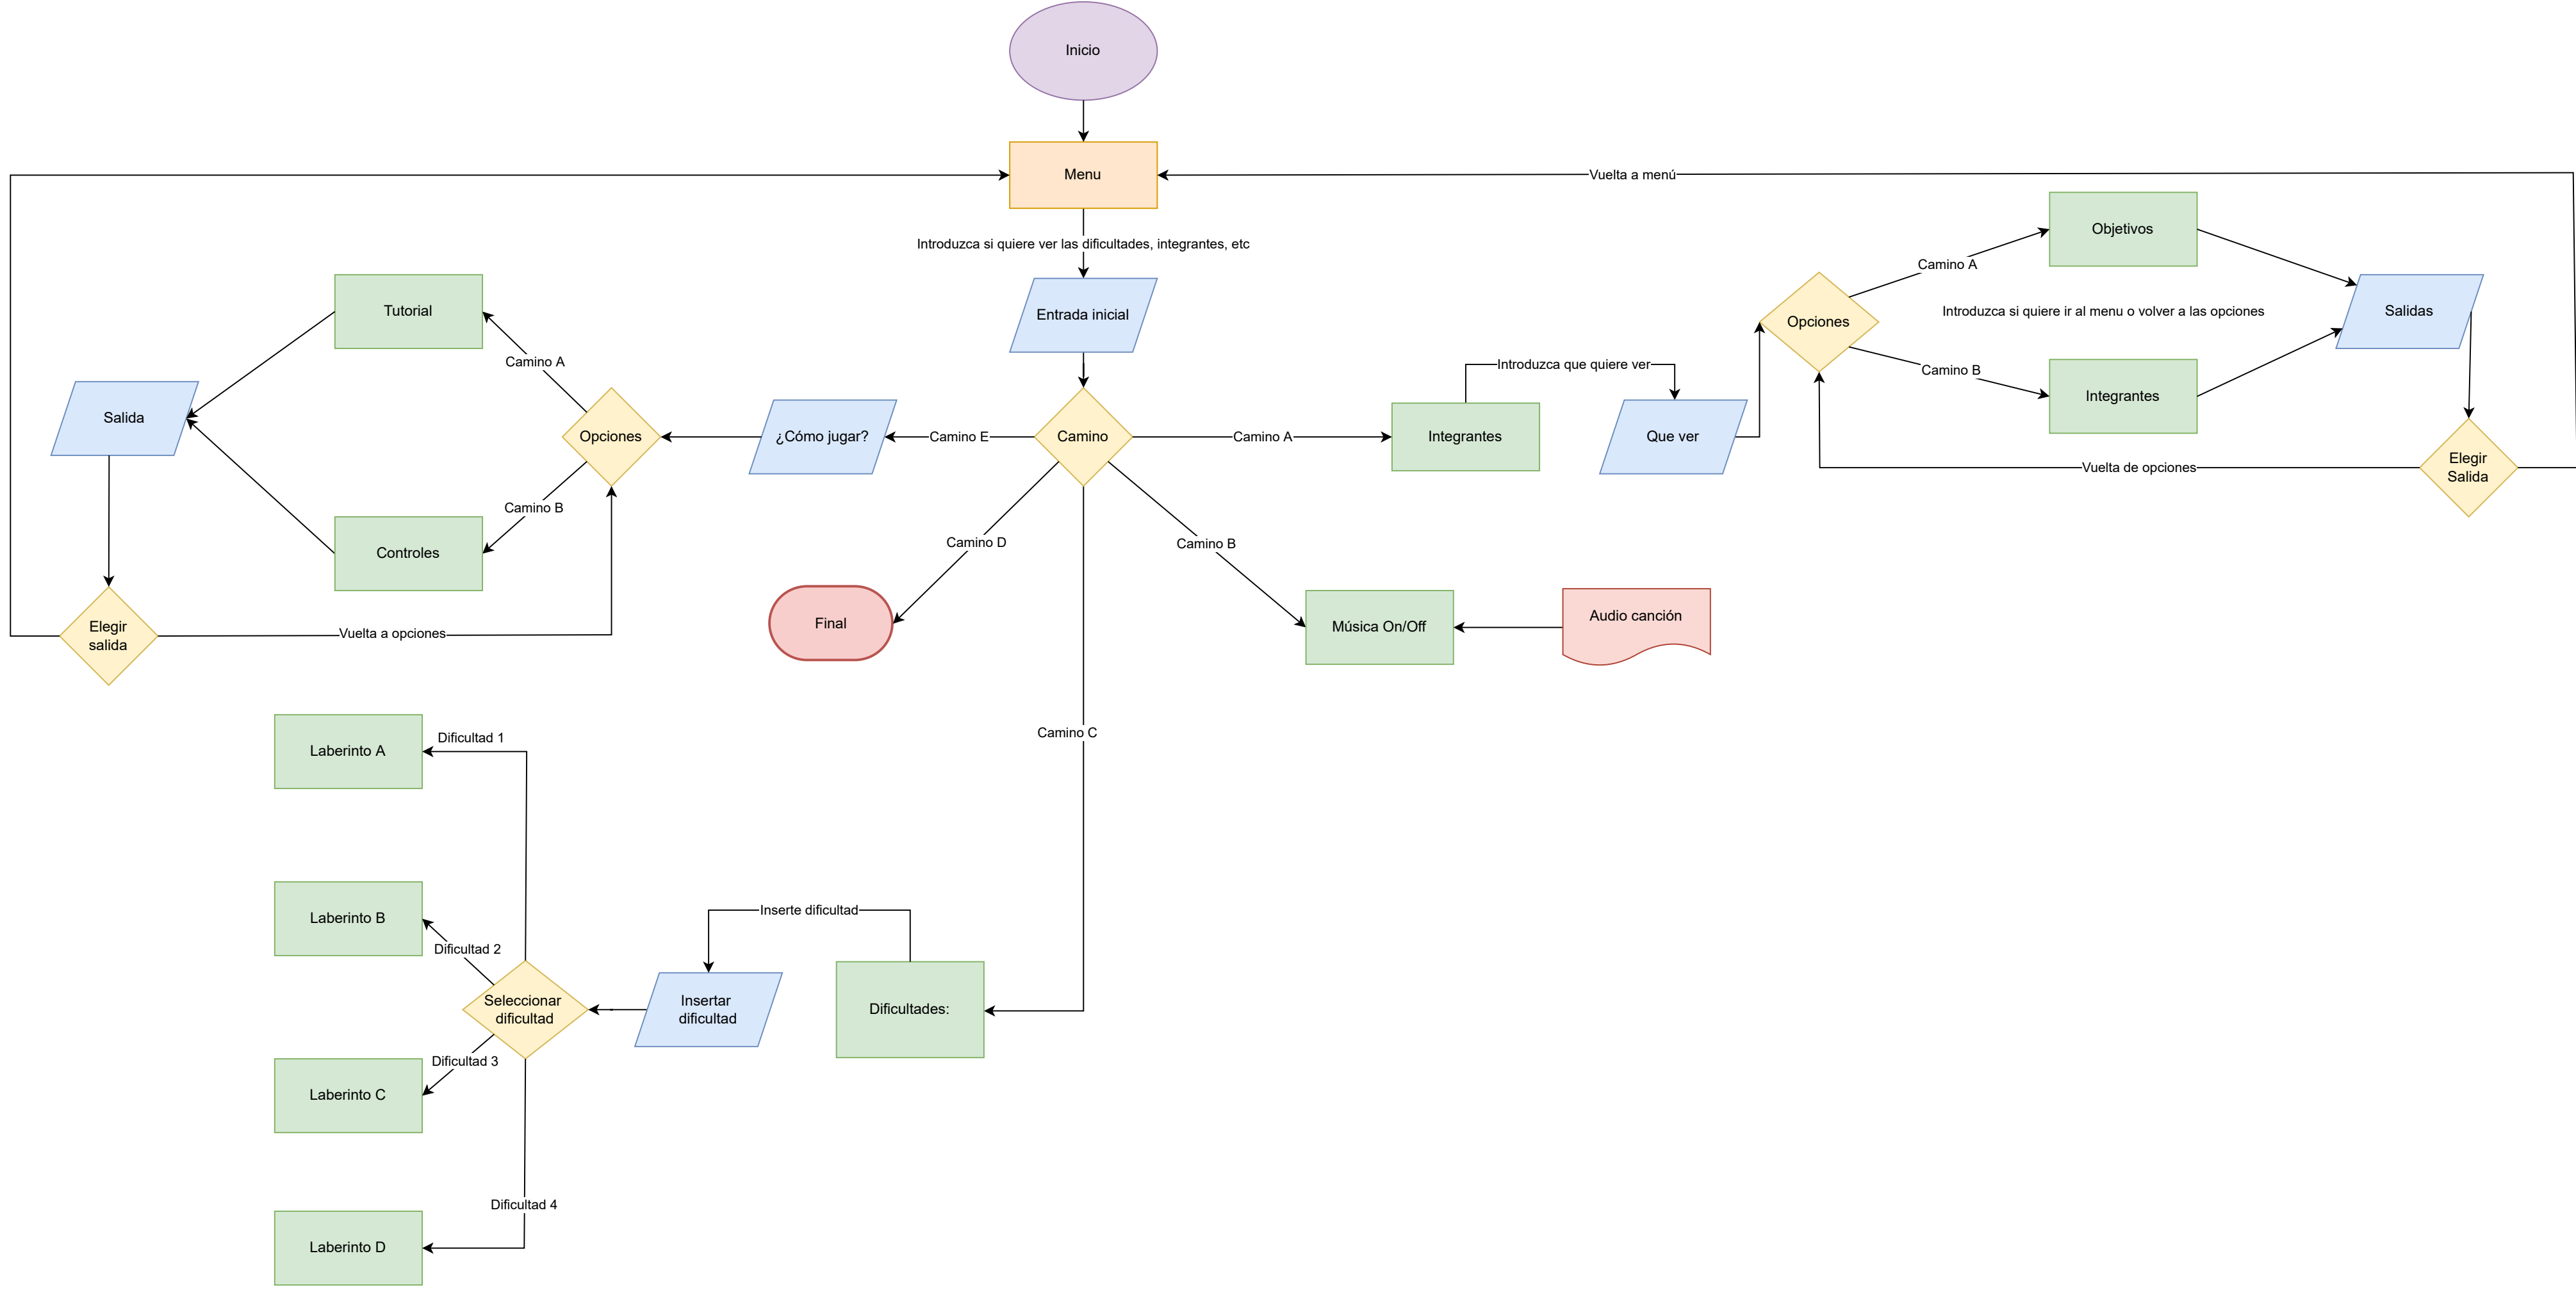 Inicio
Menu
Vuelta a menú
Introduzca si quiere ver las dificultades, integrantes, etc
Entrada inicial
Camino
Camino E
¿Cómo jugar?
Opciones
Camino A
Tutorial
Camino B
Controles
Salida
Elegir
salida
Vuelta a opciones
Camino A
Integrantes
Introduzca que quiere ver
Que ver
Opciones
Camino A
Objetivos
Introduzca si quiere ir al menu o volver a las opciones
Camino B
Integrantes
Salidas
Elegir
Salida
Vuelta de opciones
Camino D
Final
Camino B
Música On/Off
Audio canción
Camino C
Dificultades:
Inserte dificultad
Insertar
dificultad
Seleccionar
dificultad
Dificultad 1
Laberinto A
Dificultad 2
Laberinto B
Dificultad 3
Laberinto C
Dificultad 4
Laberinto D